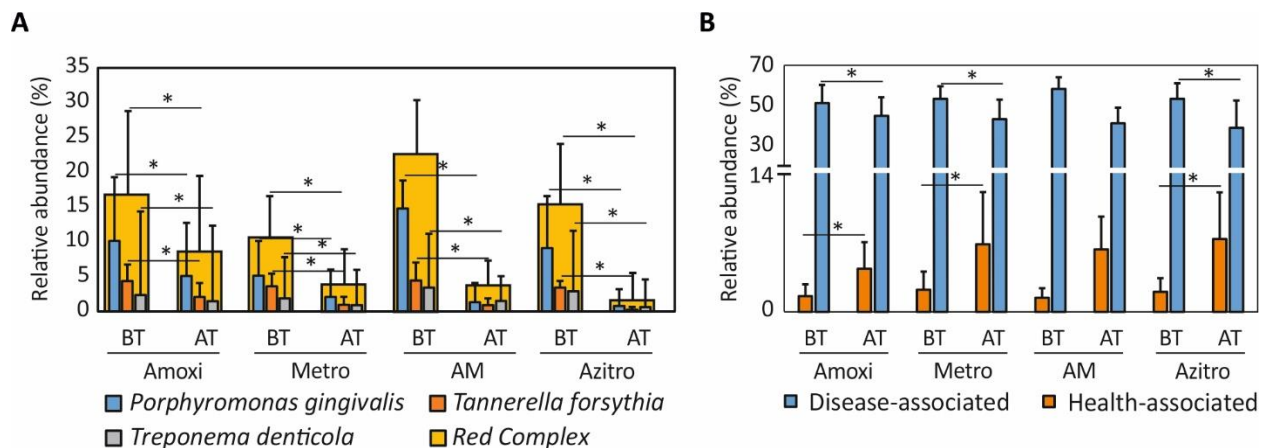 A
Relative abundance (%)
35
30
25
20
15
10
5
0
* * * * * * * * * * * * * * *
BT AT BT AT BT AT BT AT
Amoxi Metro AM Azitro
Porphyromonas gingivalis Tannerella forsythia
Treponema denticola Red Complex
B
Relative abundance (%)
70
50
30
14
0
* * * * * *
BT AT BT AT BT AT BT AT
Amoxi Metro AM Azitro
Disease-associated Health-associated